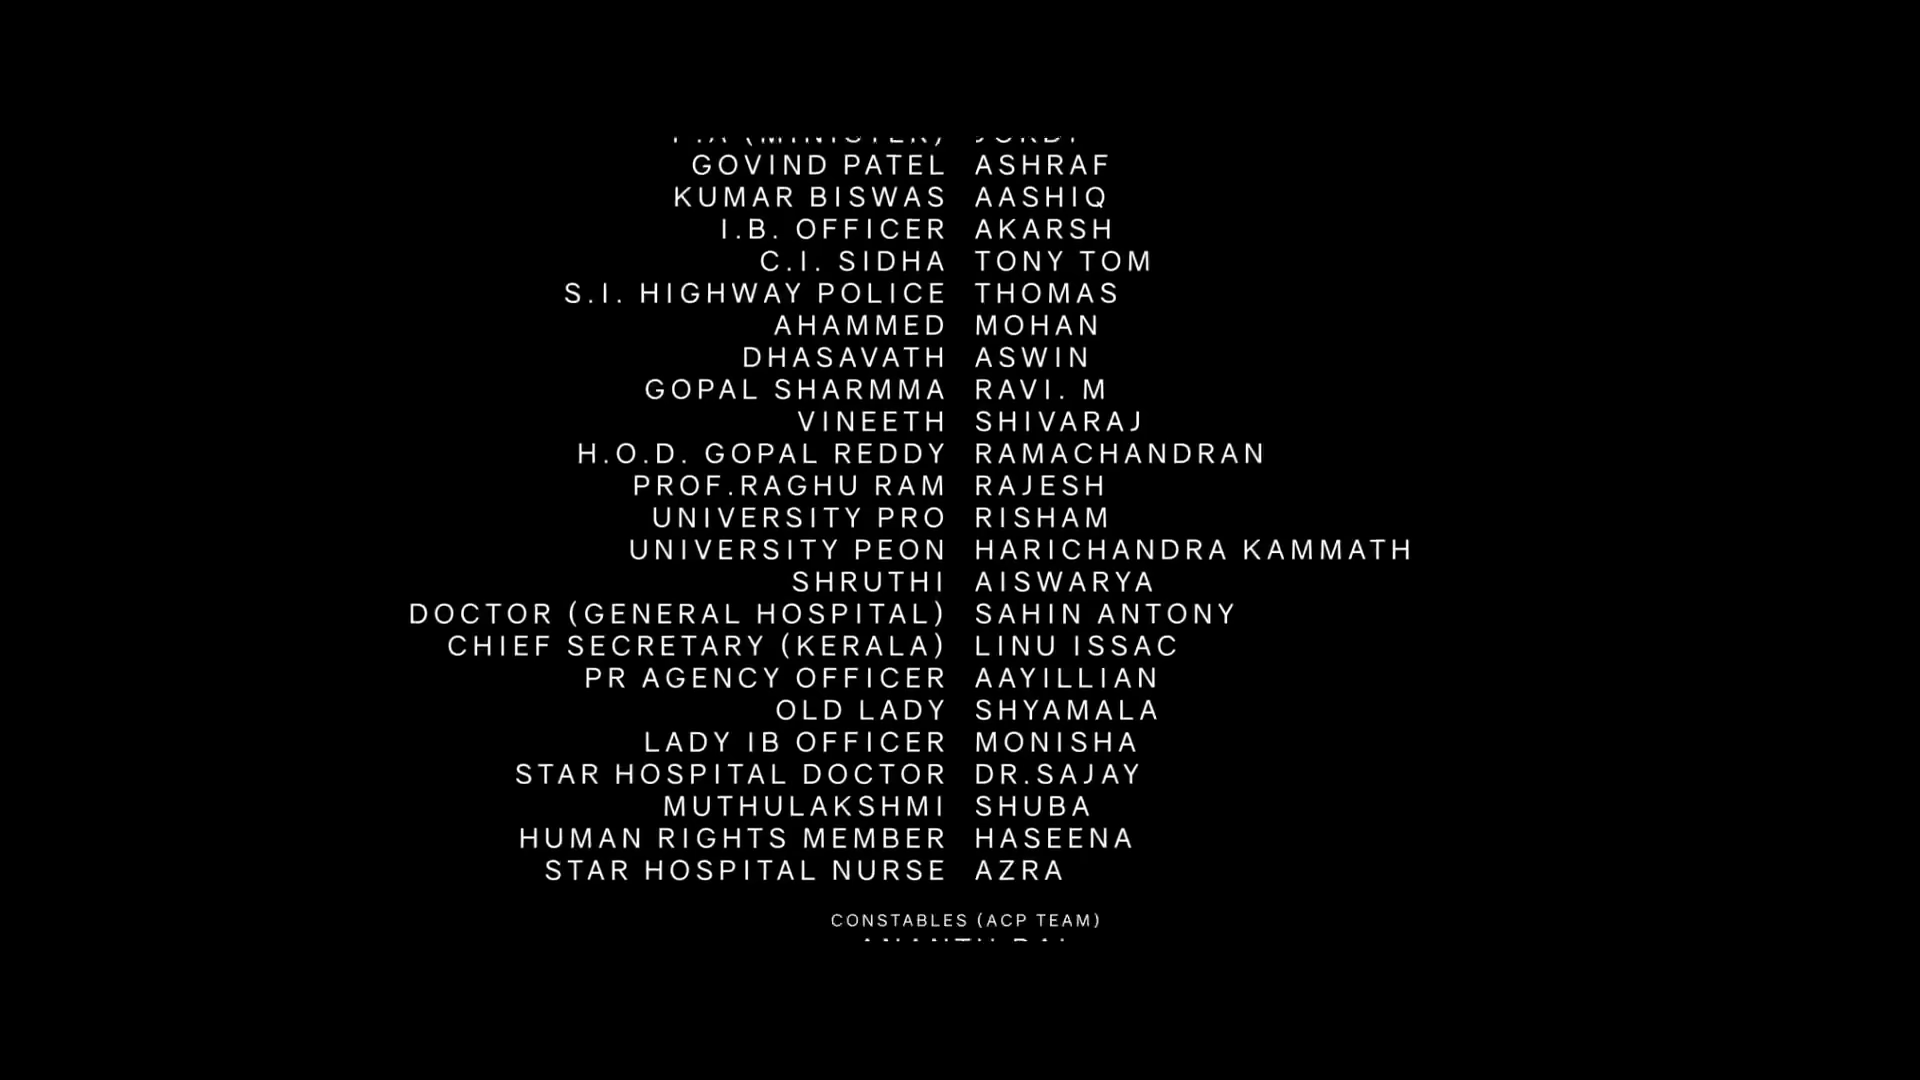 GOVIND PATEL ASHRAF
KUMAR BISWAS AASHIQ
I.B. OFFICER AKARSH
C.I. SIDHA TONY TOM
S.I. HIGHWAY POLICE THOMAS
AHAMMED MOHAN
DHASAVATH ASWIN
GOPAL SHARMMA RAVI. M
VINEETH SHIVARAJ
H.O.D. GOPAL REDDY RAMACHANDRAN
PROF.RAGHU RAM RAJESH
UNIVERSITY PRO RISHAM
UNIVERSITY PEON HARICHANDRA KAMMATH
SHRUTHI AISWARYA
DOCTOR (GENERAL HOSPITAL) SAHIN ANTONY
CHIEF SECRETARY (KERALA) LINU ISSAC
PR AGENCY OFFICER AAYILLIAN
OLD LADY SHYAMALA
LADY IB OFFICER MONISHA
STAR HOSPITAL DOCTOR DR.SAJAY
MUTHULAKSHMI SHUBA
HUMAN RIGHTS MEMBER HASEENA
STAR HOSPITAL NURSE AZRA
CONSTABLES (ACP TEAM)